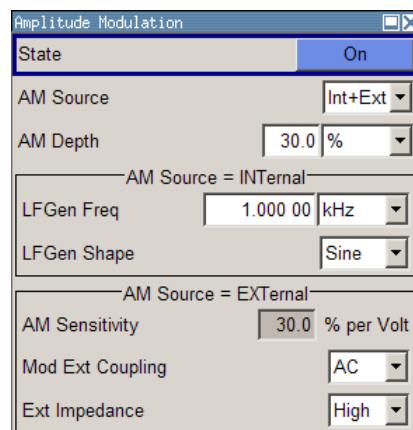 Amplitude Modulation
State On
AM Source Int+Ext
AM Depth 30.0 %
AM Source = INTernal
LFGen Freq 1.000 00 kHz
LFGen Shape Sine
AM Source = EXTernal
AM Sensitivity 30.0 % per Volt
Mod Ext Coupling AC
Ext Impedance High